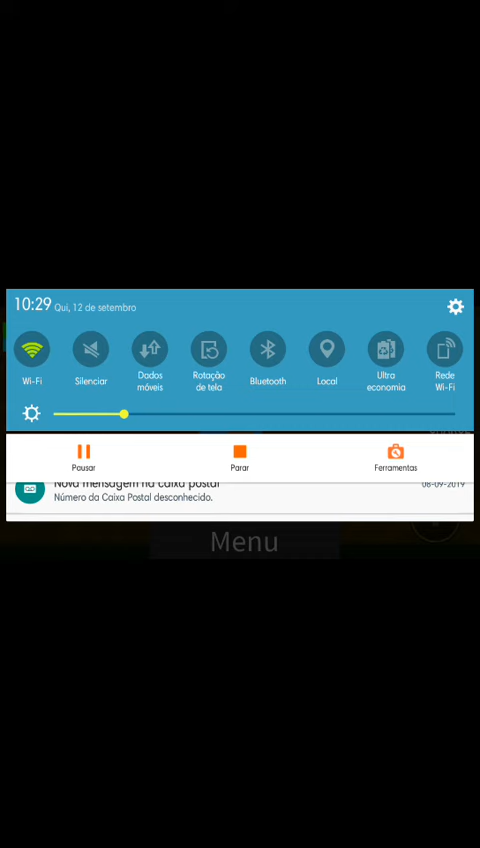 10:29 Qui, 12 de setembro
Wi-Fi
Silenciar
Dados
móveis
Rotação
de tela
Bluetooth
Local
Ultra
economia
Rede
Wi-Fi
Pausar
Parar
Ferramentas
Nova mensagem na caixa postal
08-09-2019
Número da Caixa Postal desconhecido.
Menu